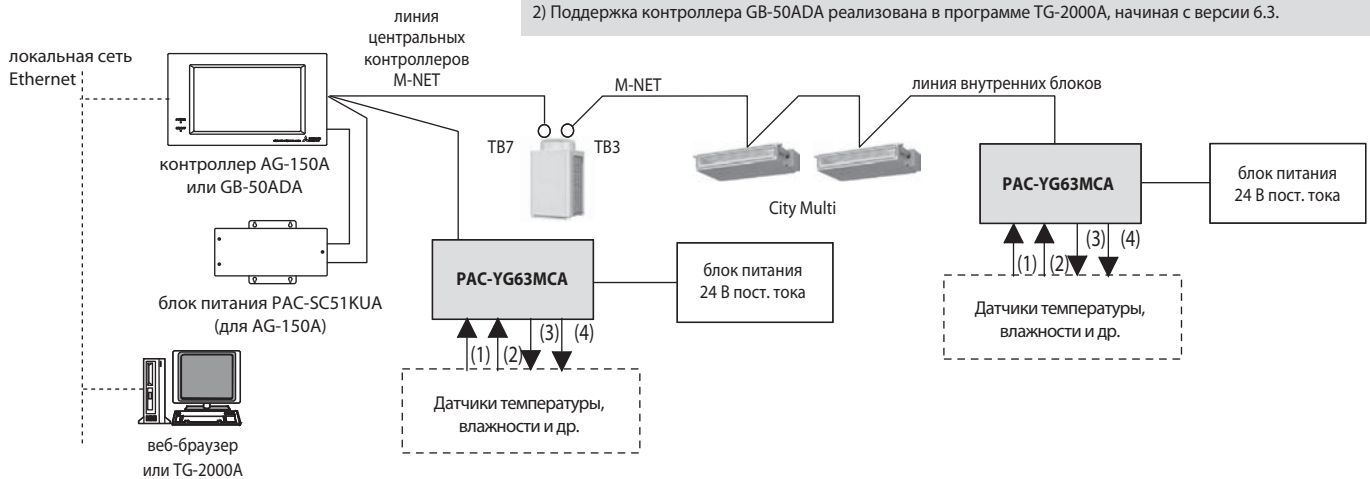 2) Поддержка контроллера GB-50ADA реализована в программе TG-2000A, начиная с версии 6.3.
локальная сеть
Ethernet
линия
центральных
контроллеров
M-NET
M-NET
линия внутренних блоков
TB7
TB3
контроллер AG-150A
или GB-50ADA
City Multi
PAC-YG63MCA
блок питания
24 В пост. тока
(1)
(2)
(3)
(4)
Датчики температуры,
влажности и др.
блок питания PAC-SC51KUA
(для AG-150A)
PAC-YG63MCA
блок питания
24 В пост. тока
(1)
(2)
(3)
(4)
Датчики температуры,
влажности и др.
веб-браузер
или TG-2000A